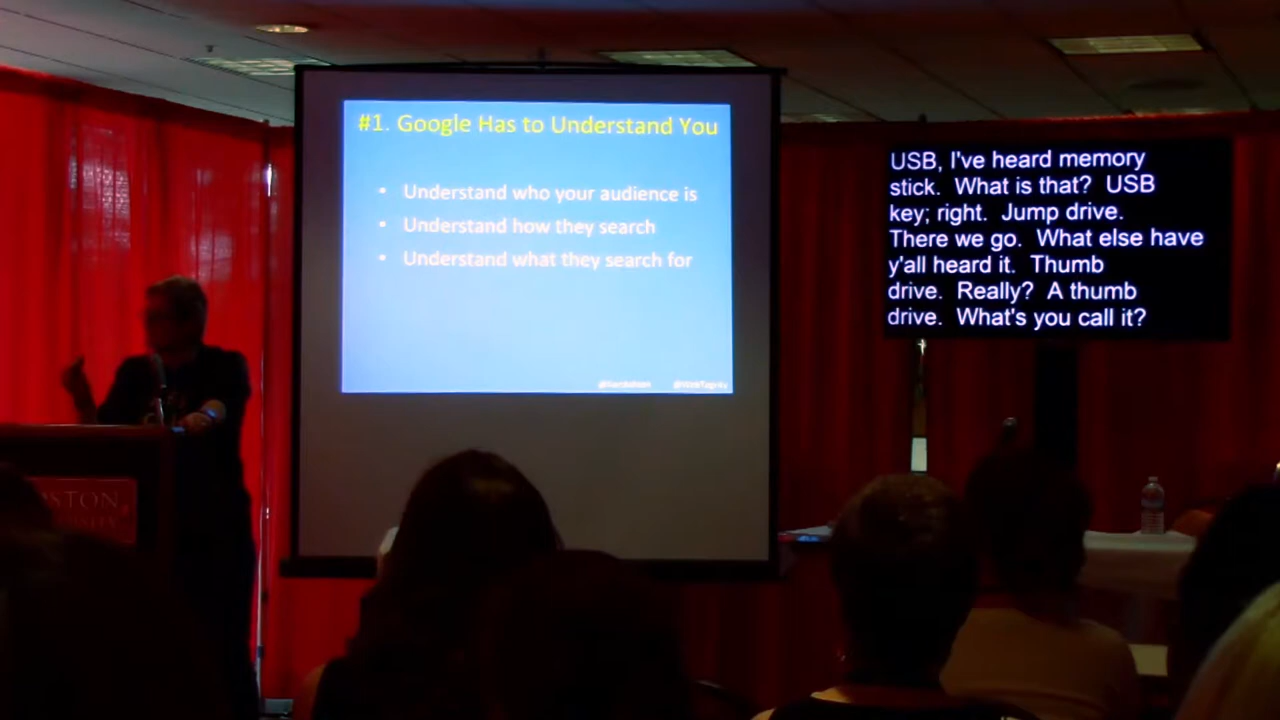 #1. Google Has to Understand You
• Understand who your audience is
• Understand how they search
• Understand what they search for
USB, I've heard memory
stick. What is that? USB
key; right. Jump drive.
There we go. What else have
y'all heard it. Thumb
drive. Really? A thumb
drive. What's you call it?
STON